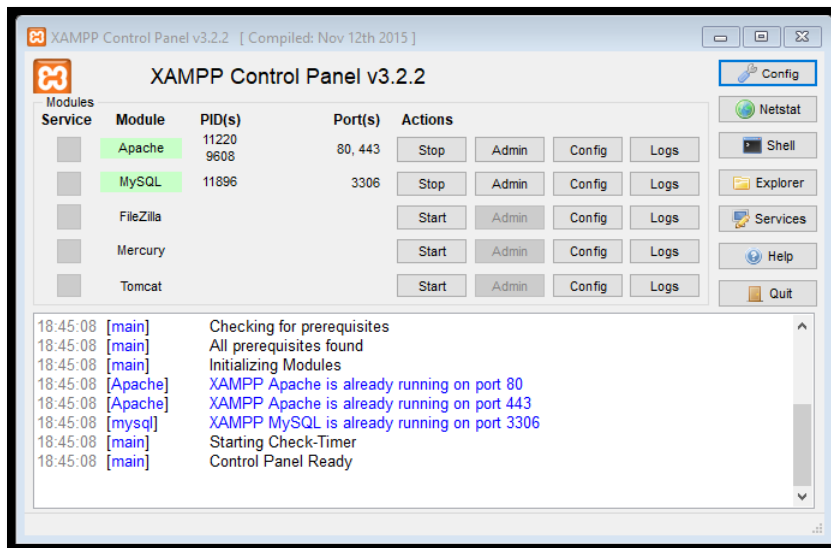 XAMPP Control Panel v3.2.2 [ Compiled: Nov 12th 2015 ]
XAMPP Control Panel v3.2.2
Config
Modules
Service Module PID(s) Port(s) Actions
Netstat
Apache 11220 9608 80, 443 Stop Admin Config Logs
Shell
MySQL 11896 3306 Stop Admin Config Logs
Explorer
FileZilla Start Admin Config Logs
Services
Mercury Start Admin Config Logs
Help
Tomcat Start Admin Config Logs
Quit
18:45:08 [main] Checking for prerequisites
18:45:08 [main] All prerequisites found
18:45:08 [main] Initializing Modules
18:45:08 [Apache] XAMPP Apache is already running on port 80
18:45:08 [Apache] XAMPP Apache is already running on port 443
18:45:08 [mysql] XAMPP MySQL is already running on port 3306
18:45:08 [main] Starting Check-Timer
18:45:08 [main] Control Panel Ready